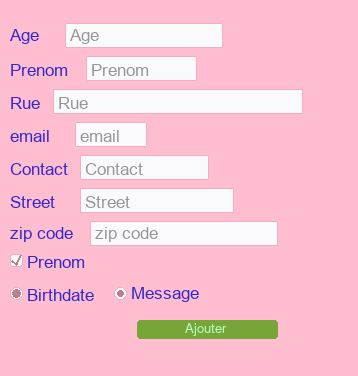 Age Age
Prenom Prenom
Rue Rue
email email
Contact Contact
Street Street
zip code zip code
Prenom
Birthdate Message
Ajouter